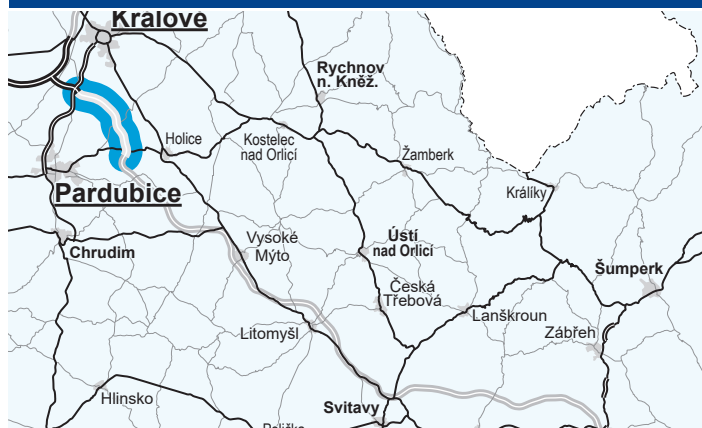 Králové
Rychnov
n. Kněž.
Holice
Kostelec
nad Orlicí
Žamberk
Pardubice
Králíky
Chrudim
Vysoké
Mýto
Ústí
nad Orlicí
Šumperk
Česká
Třebová
Lanškroun
Litomyšl
Zábřeh
Hlinsko
Svitavy
Polička